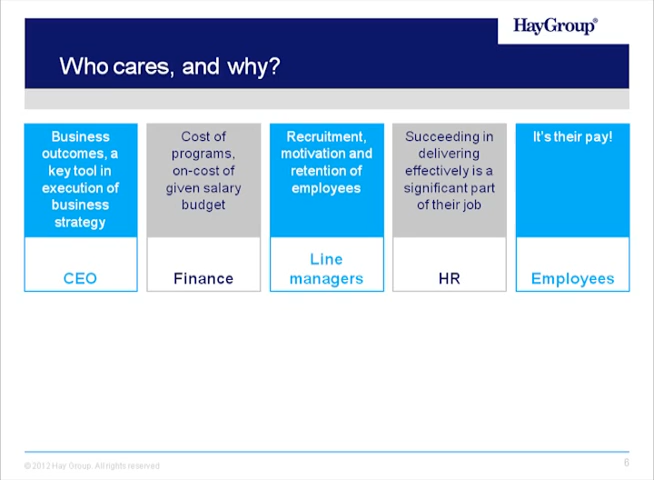 HayGroup®
Who cares, and why?
Business
outcomes, a
key tool in
execution of
business
strategy
CEO
Cost of
programs,
on-cost of
given salary
budget
Finance
Recruitment,
motivation and
retention of
employees
Line
managers
Succeeding in
delivering
effectively is a
significant part
of their job
HR
It's their pay!
Employees
© 2012 Hay Group. All rights reserved
6